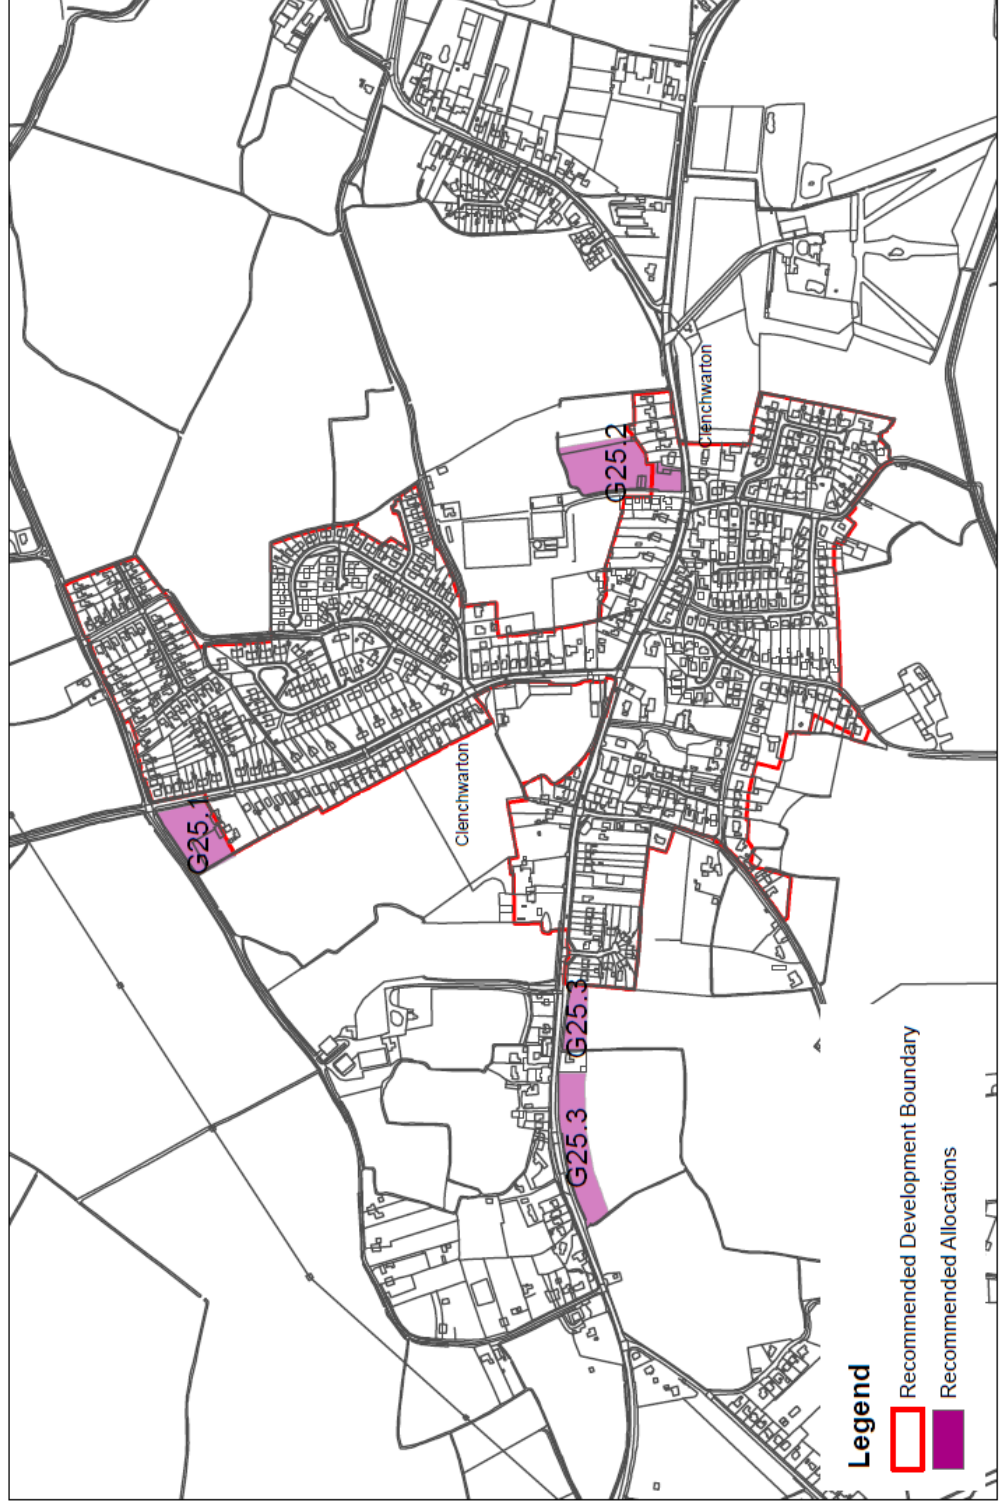 G25.1
Clenchwarton
G25.3
G25.3
G25.2
Clenchwarton
Legend
Recommended Development Boundary
Recommended Allocations